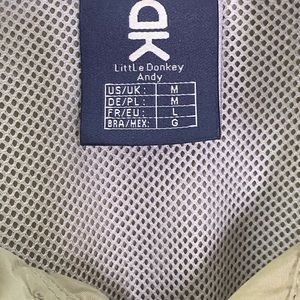 LittLe Donkey
Andy
US/UK: M
DE/PL: M
FR/EU: L
BRA/MEX: G